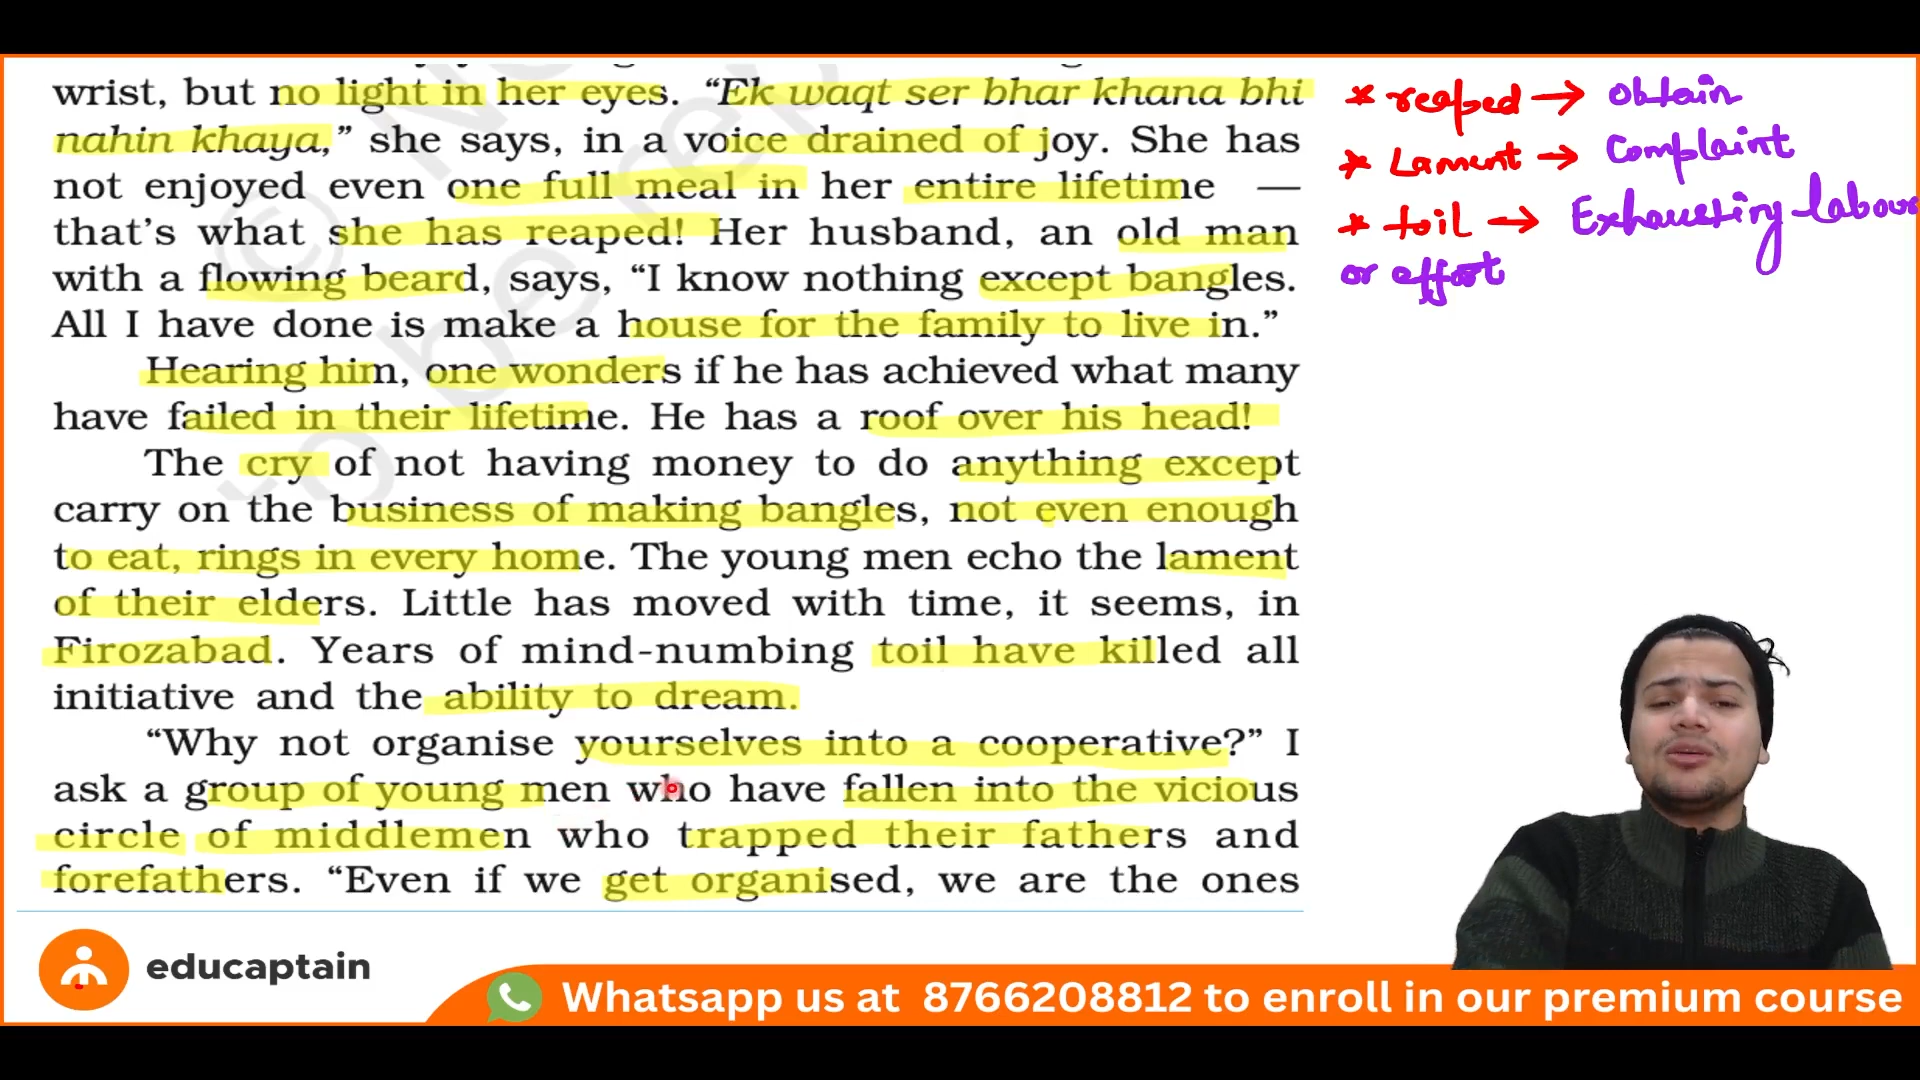 wrist, but no light in her eyes. “Ek waqt ser bhar khana bhi
nahin khaya,” she says, in a voice drained of joy. She has
not enjoyed even one full meal in her entire lifetime —
that’s what she has reaped! Her husband, an old man
with a flowing beard, says, “I know nothing except bangles.
All I have done is make a house for the family to live in.”
Hearing him, one wonders if he has achieved what many
have failed in their lifetime. He has a roof over his head!
The cry of not having money to do anything except
carry on the business of making bangles, not even enough
to eat, rings in every home. The young men echo the lament
of their elders. Little has moved with time, it seems, in
Firozabad. Years of mind-numbing toil have killed all
initiative and the ability to dream.
“Why not organise yourselves into a cooperative?” I
ask a group of young men who have fallen into the vicious
circle of middlemen who trapped their fathers and
forefathers. “Even if we get organised, we are the ones
* reaped → obtain
* Lament → Complaint
* toil → Exhausting labour
or effort
educaptain
Whatsapp us at 8766208812 to enroll in our premium course